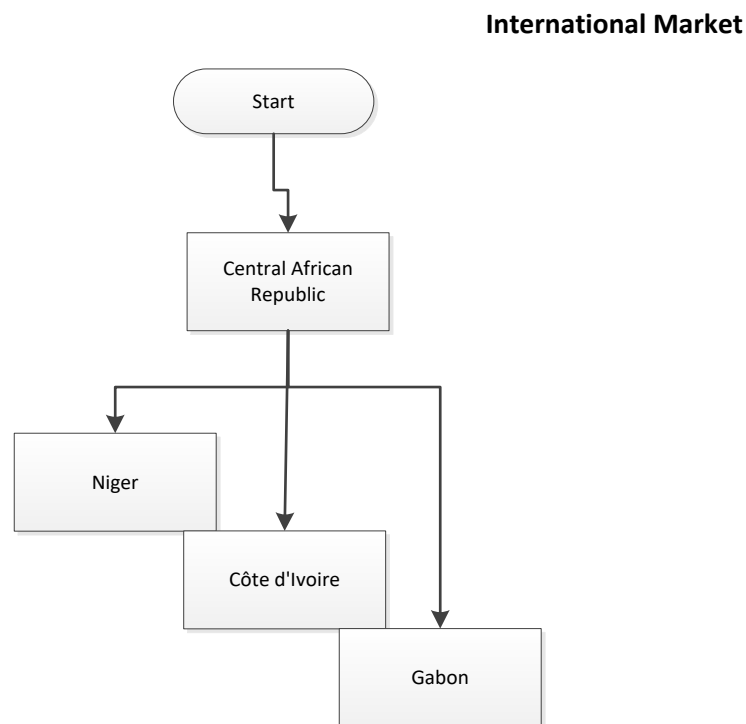 International Market
Start
Central African
Republic
Niger
Côte d'Ivoire
Gabon